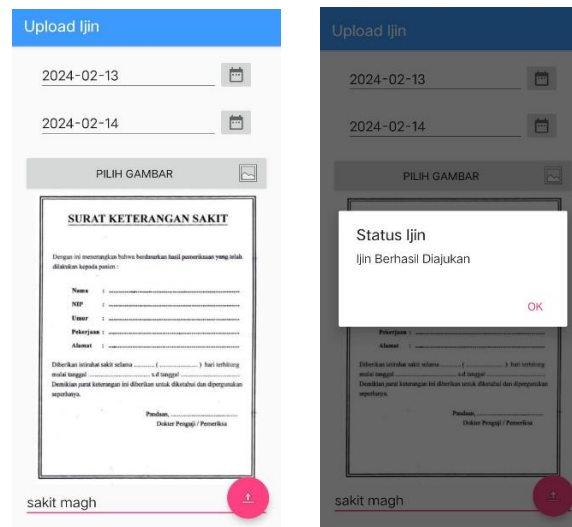 Upload Ijin
2024-02-13
2024-02-14
PILIH GAMBAR
SURAT KETERANGAN SAKIT
Dengan ini menerangkan bahwa berdasarkan hasil pemeriksaan yang telah
dilakukan kepada pasien :
Nama :
NIP :
Umur :
Pekerjaan :
Alamat :
Diberikan istirahat sakit selama ( ) hari terhitung
mulai tanggal s.d tanggal
Demikian surat keterangan ini diberikan untuk diketahui dan dipergunakan
seperlunya.
Pandaan,
Dokter Penguji / Pemeriksa
sakit magh
Upload Ijin
2024-02-13
2024-02-14
PILIH GAMBAR
Status Ijin
Ijin Berhasil Diajukan
OK
Pekerjaan :
Alamat :
Diberikan istirahat sakit selama ( ) hari terhitung
mulai tanggal s.d tanggal
Demikian surat keterangan ini diberikan untuk diketahui dan dipergunakan
seperlunya.
Pandaan,
Dokter Penguji / Pemeriksa
sakit magh